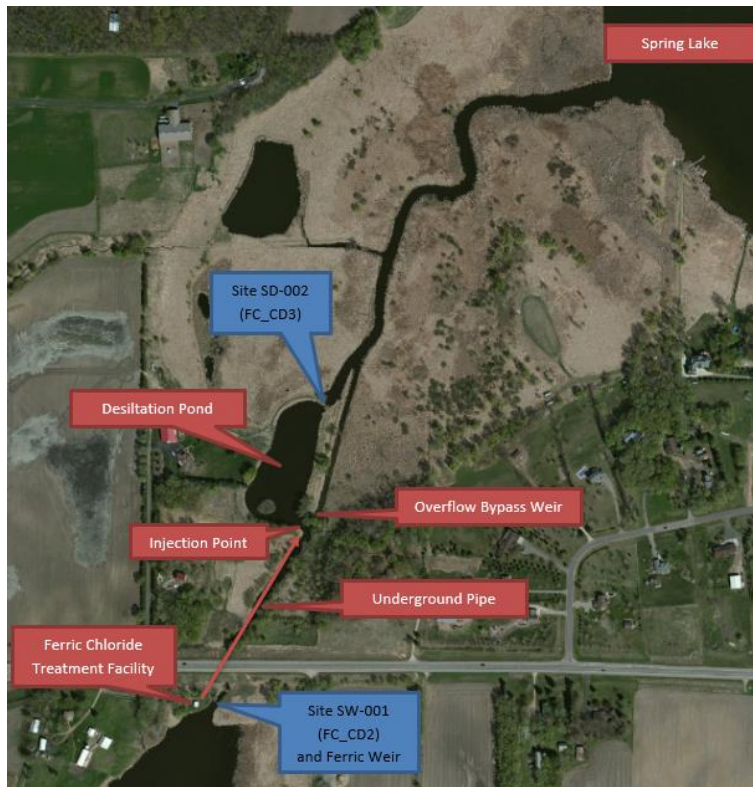 Spring Lake
Site SD-002
(FC_CD3)
Desiltation Pond
Overflow Bypass Weir
Injection Point
Underground Pipe
Ferric Chloride
Treatment Facility
Site SW-001
(FC_CD2)
and Ferric Weir